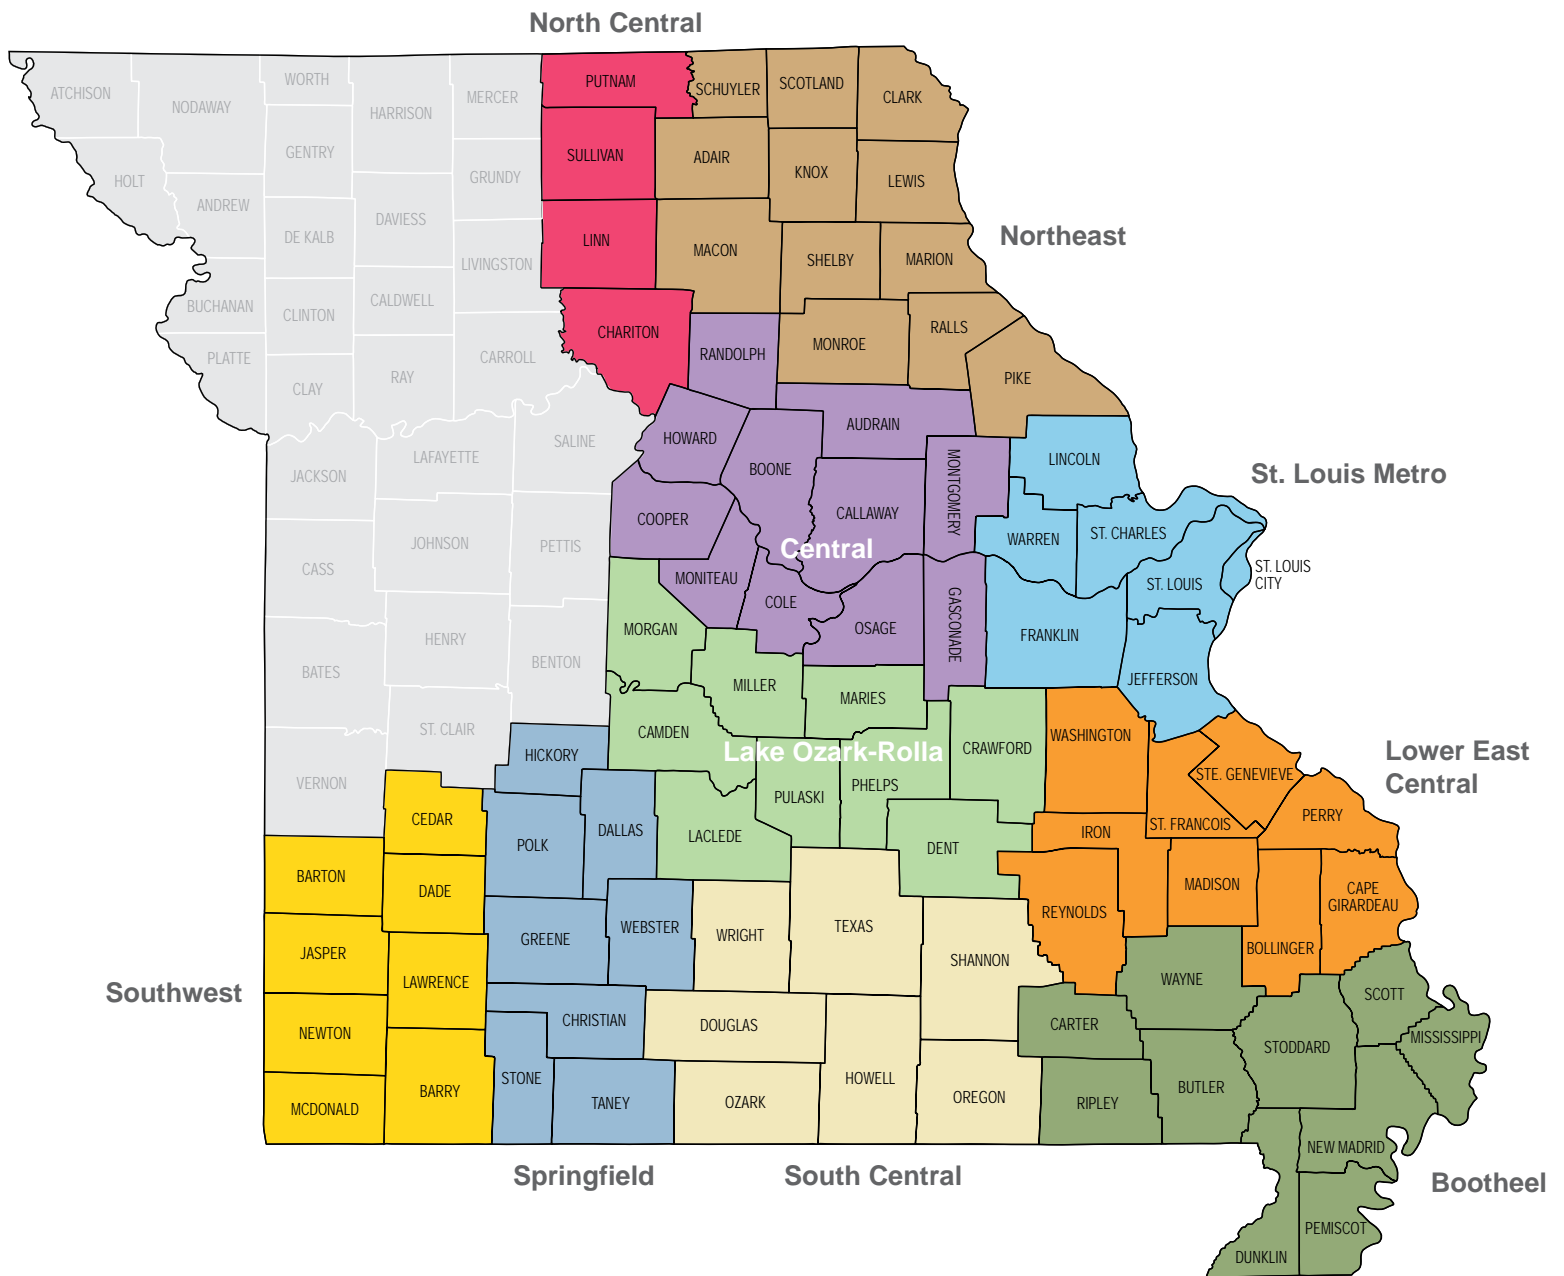 North Central
ATCHISON
NODAWAY
WORTH
HARRISON
MERCER
PUTNAM
SCHUYLER
SCOTLAND
CLARK
HOLT
GENTRY
GRUNDY
SULLIVAN
ADAIR
KNOX
LEWIS
ANDREW
DE KALB
DAVIESS
LIVINGSTON
LINN
MACON
SHELBY
MARION
Northeast
BUCHANAN
CLINTON
CALDWELL
CHARITON
RANDOLPH
MONROE
RALLS
PLATTE
CLAY
RAY
CARROLL
PIKE
HOWARD
AUDRAIN
SALINE
JACKSON
LAFAYETTE
BOONE
MONTGOMERY
LINCOLN
St. Louis Metro
COOPER
CALLAWAY
JOHNSON
PETTIS
Central
WARREN
ST. CHARLES
CASS
MONITEAU
COLE
ST. LOUIS
ST. LOUIS
CITY
MORGAN
OSAGE
GASCONADE
FRANKLIN
HENRY
BENTON
BATES
MILLER
MARIES
JEFFERSON
ST. CLAIR
CAMDEN
Lake Ozark-Rolla
CRAWFORD
WASHINGTON
HICKORY
STE. GENEVIEVE
Lower East
Central
VERNON
PULASKI
PHELPS
CEDAR
POLK
DALLAS
LACLEDE
DENT
IRON
ST. FRANCOIS
PERRY
BARTON
DADE
REYNOLDS
MADISON
CAPE
GIRARDEAU
JASPER
GREENE
WEBSTER
WRIGHT
TEXAS
SHANNON
BOLLINGER
Southwest
LAWRENCE
WAYNE
SCOTT
NEWTON
CHRISTIAN
DOUGLAS
CARTER
STODDARD
MISSISSIPPI
MCDONALD
BARRY
STONE
TANEY
OZARK
HOWELL
OREGON
RIPLEY
BUTLER
NEW MADRID
Springfield
South Central
Bootheel
PEMISCOT
DUNKLIN